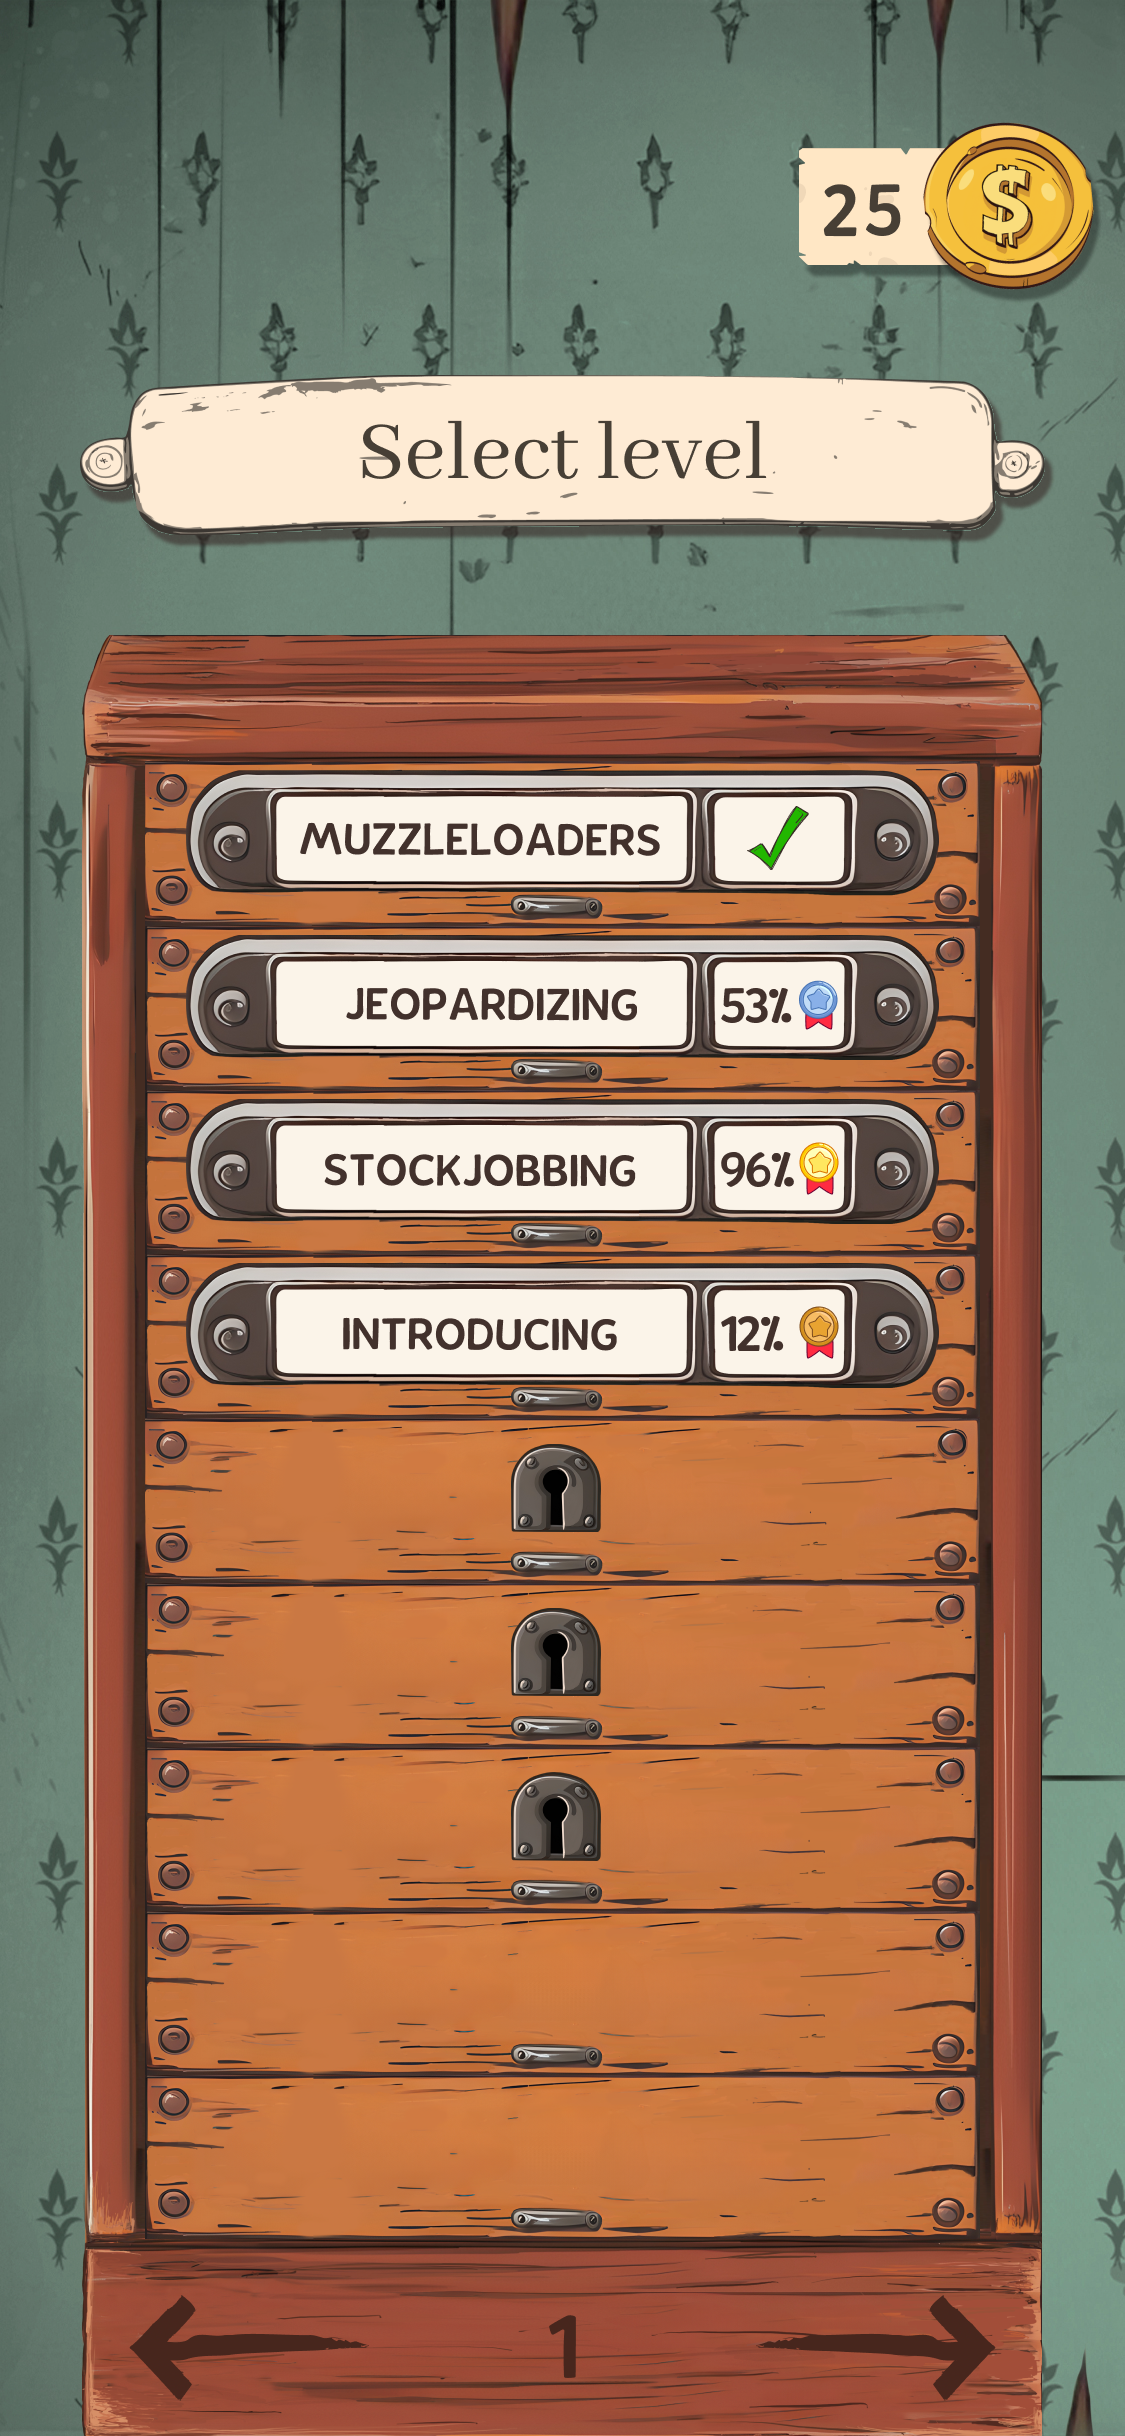 25
Select level
MUZZLELOADERS
JEOPARDIZING 53%
STOCKJOBBING 96%
INTRODUCING 12%
1